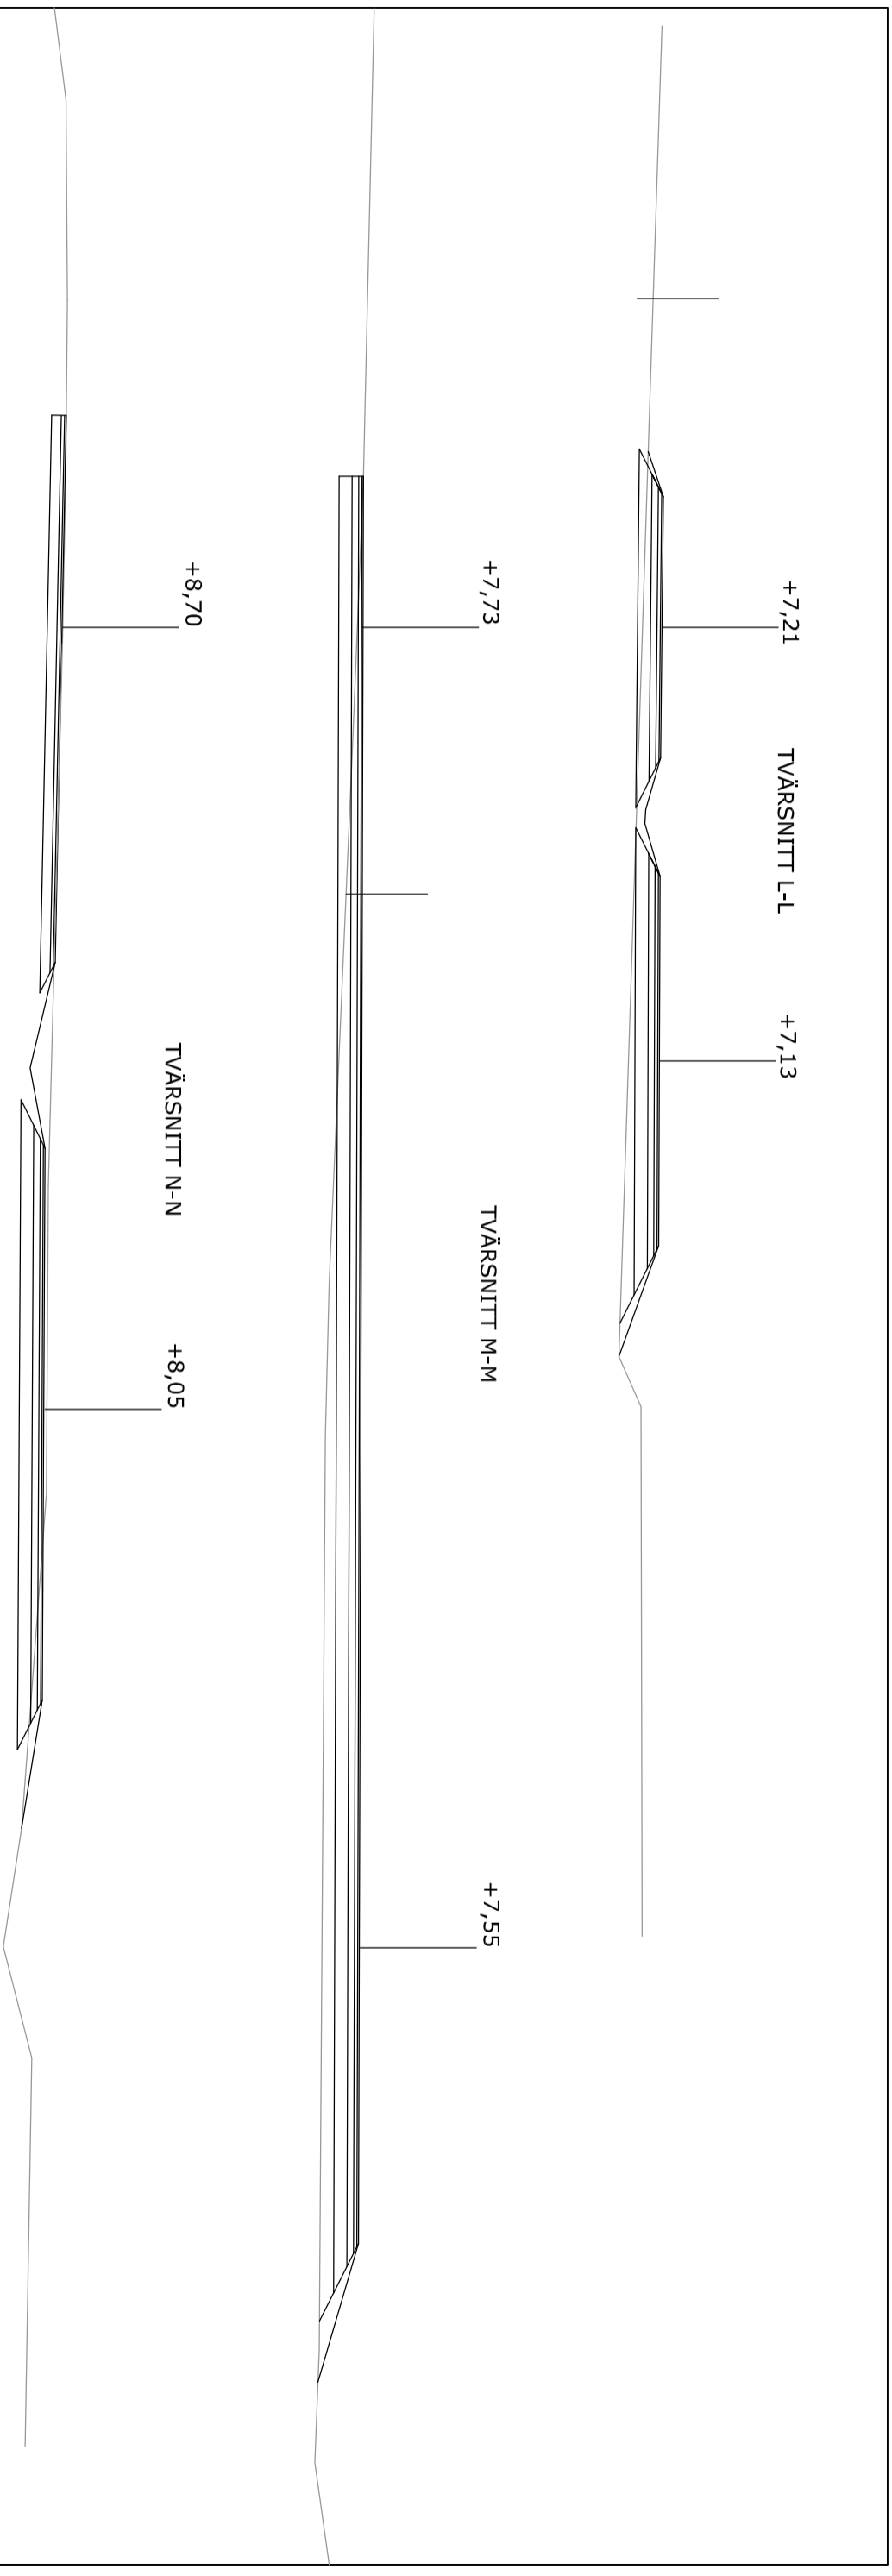 +7,21
+7,13
TVÄRSNITT L-L
+7,73
+7,55
TVÄRSNITT M-M
+8,70
+8,05
TVÄRSNITT N-N